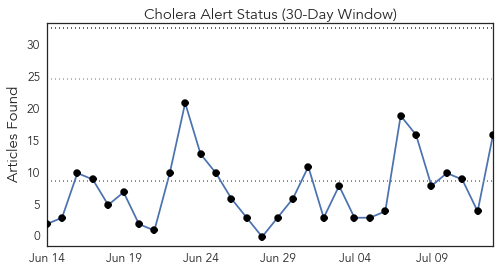 Cholera Alert Status (30-Day Window)
Articles Found
30
25
20
15
10
5
0
Jun 14 Jun 19 Jun 24 Jun 29 Jul 04 Jul 09